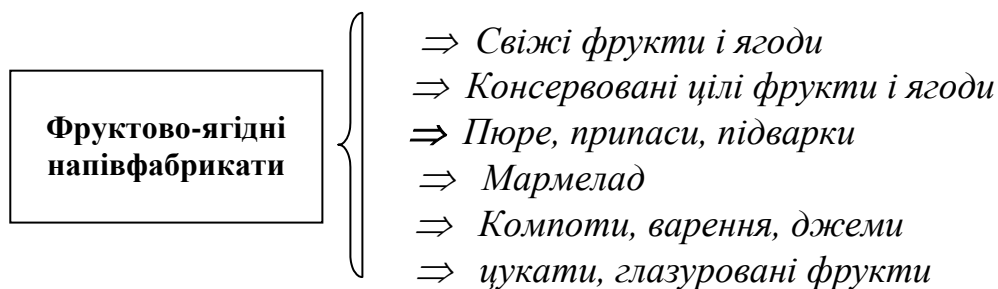 Фруктово-ягідні
напівфабрикати
⇒ Свіжі фрукти і ягоди
⇒ Консервовані цілі фрукти і ягоди
⇒ Пюре, припаси, підварки
⇒ Мармелад
⇒ Компоти, варення, джеми
⇒ цукати, глазуровані фрукти